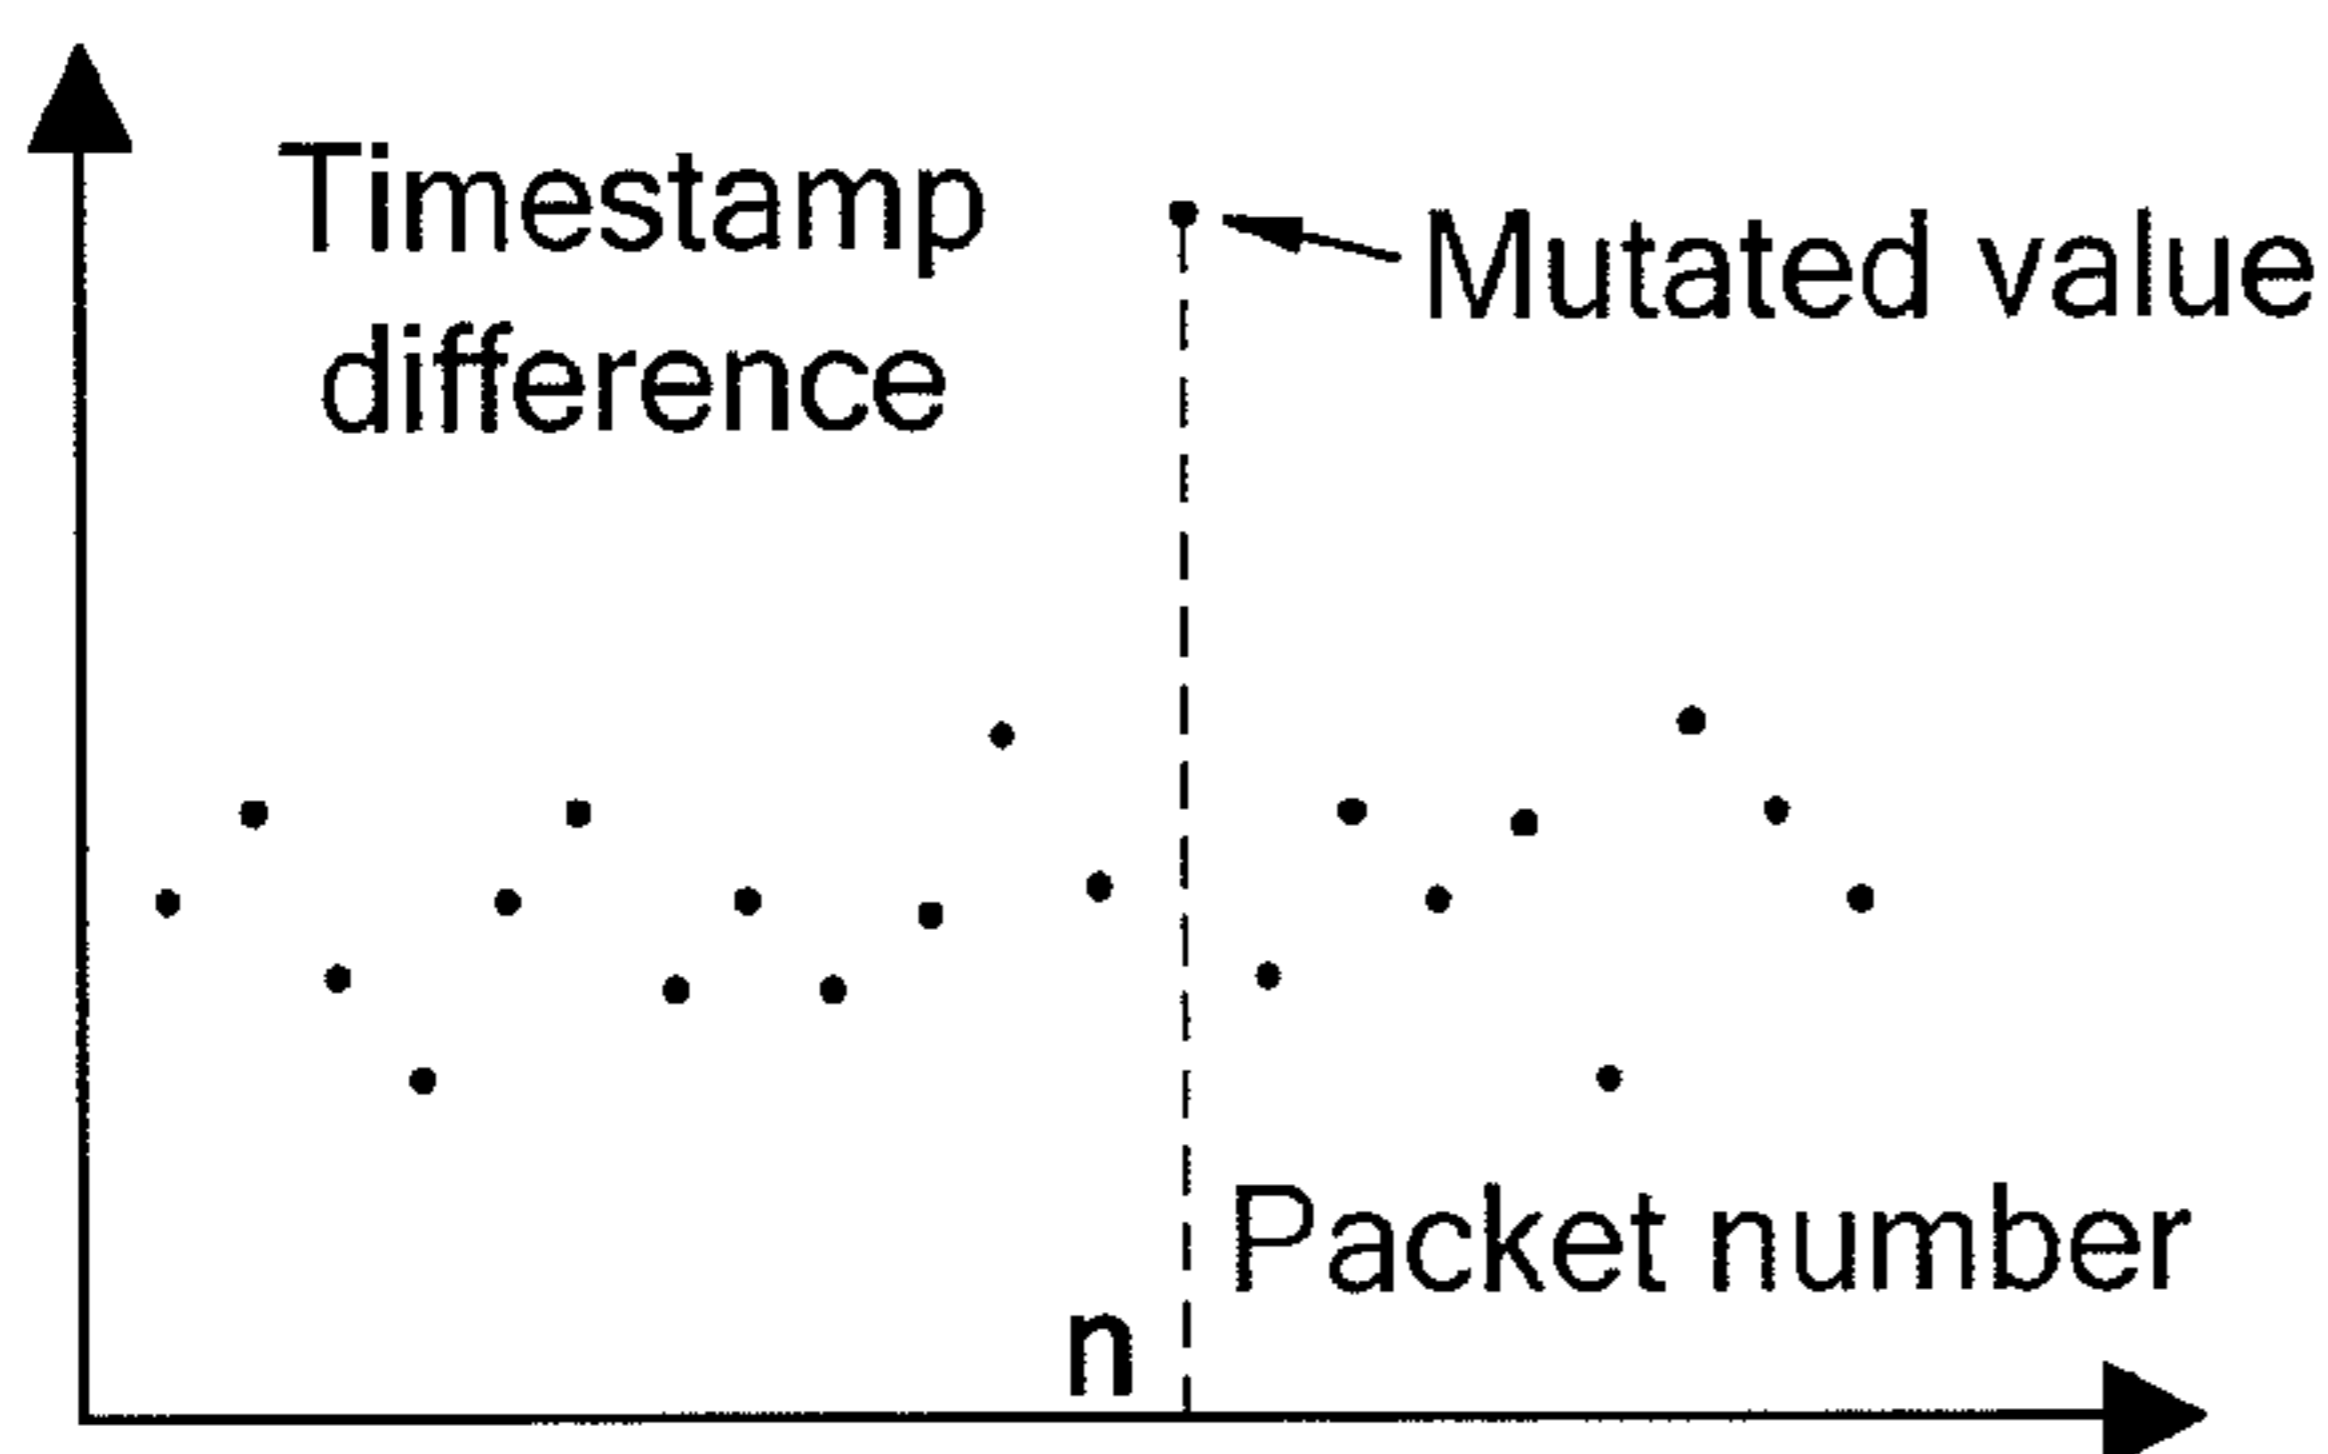 Timestamp
difference
Mutated value
Packet number
n